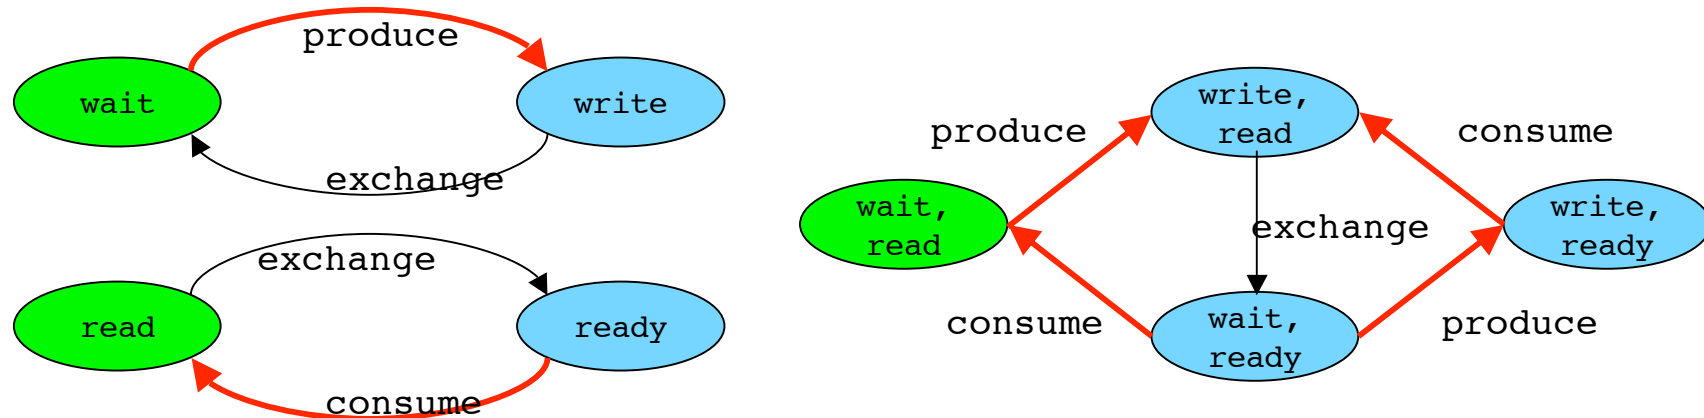 produce
wait
write
exchange
exchange
read
ready
consume
write,
read
produce
consume
wait,
read
exchange
write,
ready
consume
wait,
ready
produce